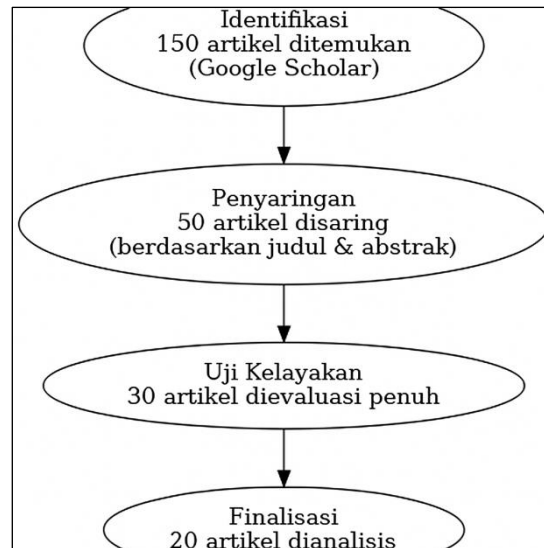 Identifikasi
150 artikel ditemukan
(Google Scholar)
Penyaringan
50 artikel disaring
(berdasarkan judul & abstrak)
Uji Kelayakan
30 artikel dievaluasi penuh
Finalisasi
20 artikel dianalisis